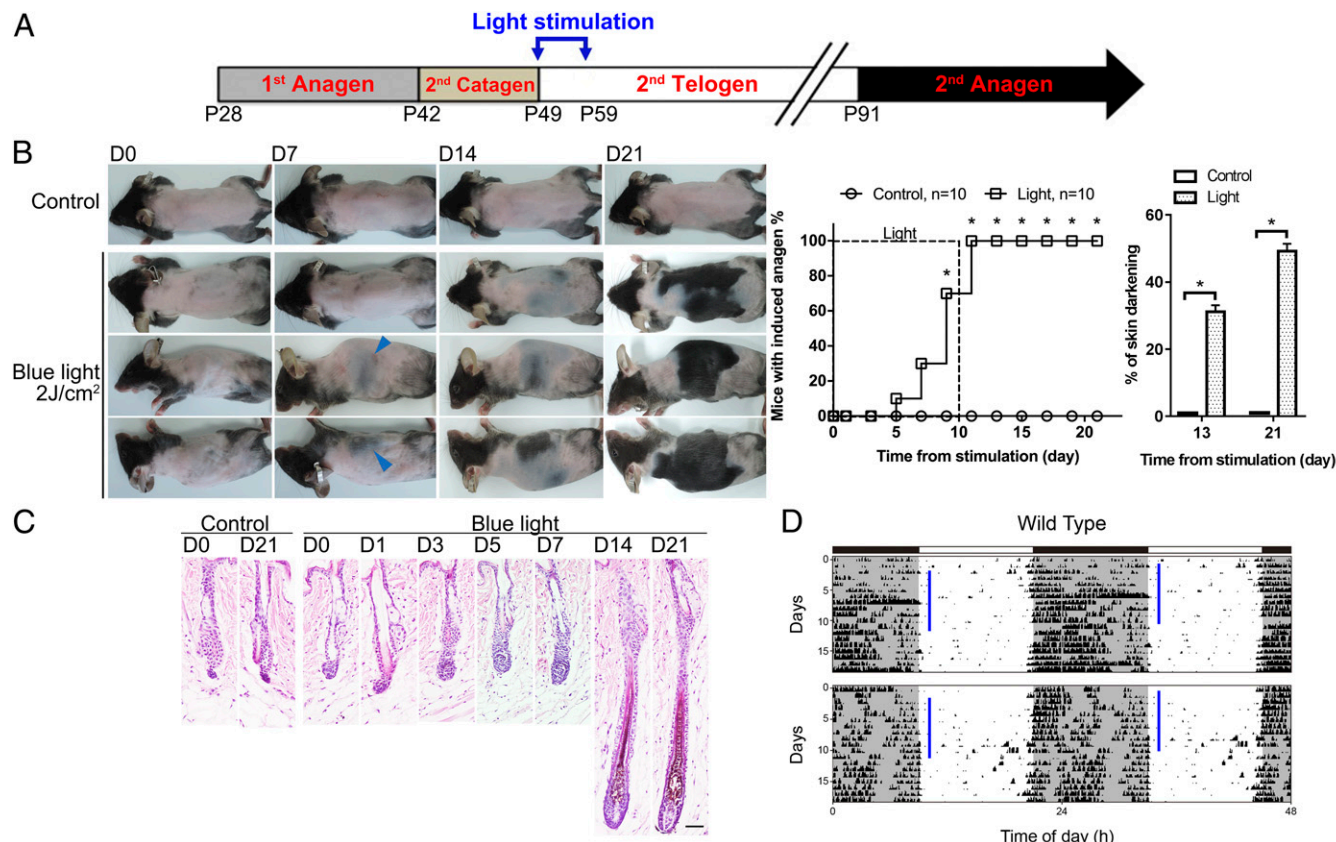 A
Light stimulation
1st Anagen
2nd Catagen
2nd Telogen
2nd Anagen
P28
P42
P49
P59
P91
B
D0
D7
D14
D21
Control
Blue light
2J/cm2
Control, n=10
Light, n=10
Mice with induced anagen %
Light
* * * * * * *
100
80
60
40
20
0
0 5 10 15 20
Time from stimulation (day)
Control
Light
% of skin darkening
60
40
20
0
* *
13 21
Time from stimulation (day)
C
Control
Blue light
D0 D21 D0 D1 D3 D5 D7 D14 D21
D
Wild Type
Days
0
5
10
15
Days
0
5
10
15
0 24 48
Time of day (h)